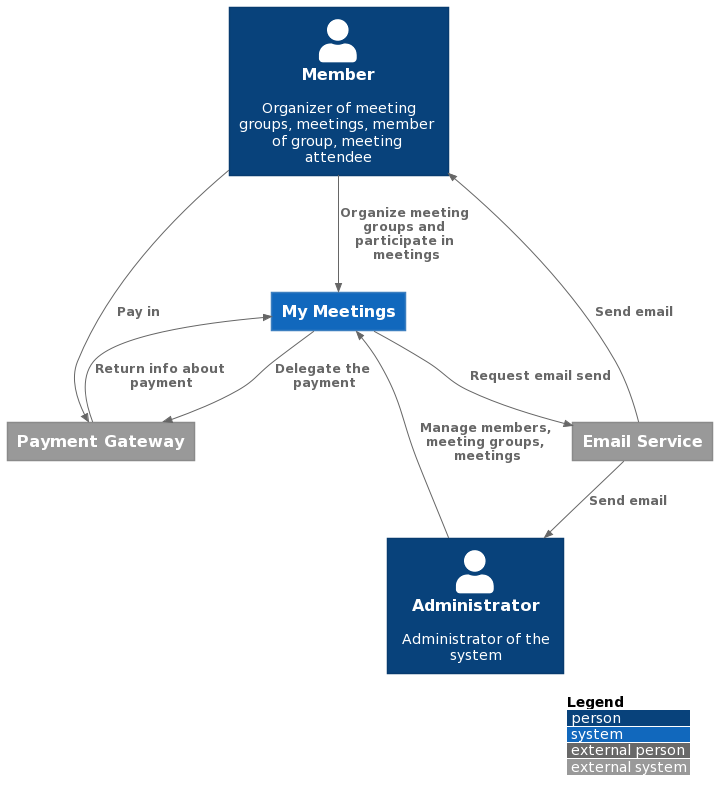 Member
Organizer of meeting
groups, meetings, member
of group, meeting
attendee
Organize meeting
groups and
participate in
meetings
Pay in
Send email
My Meetings
Return info about
payment
Delegate the
payment
Request email send
Payment Gateway
Manage members,
meeting groups,
meetings
Email Service
Send email
Administrator
Administrator of the
system
Legend
person
system
external person
external system